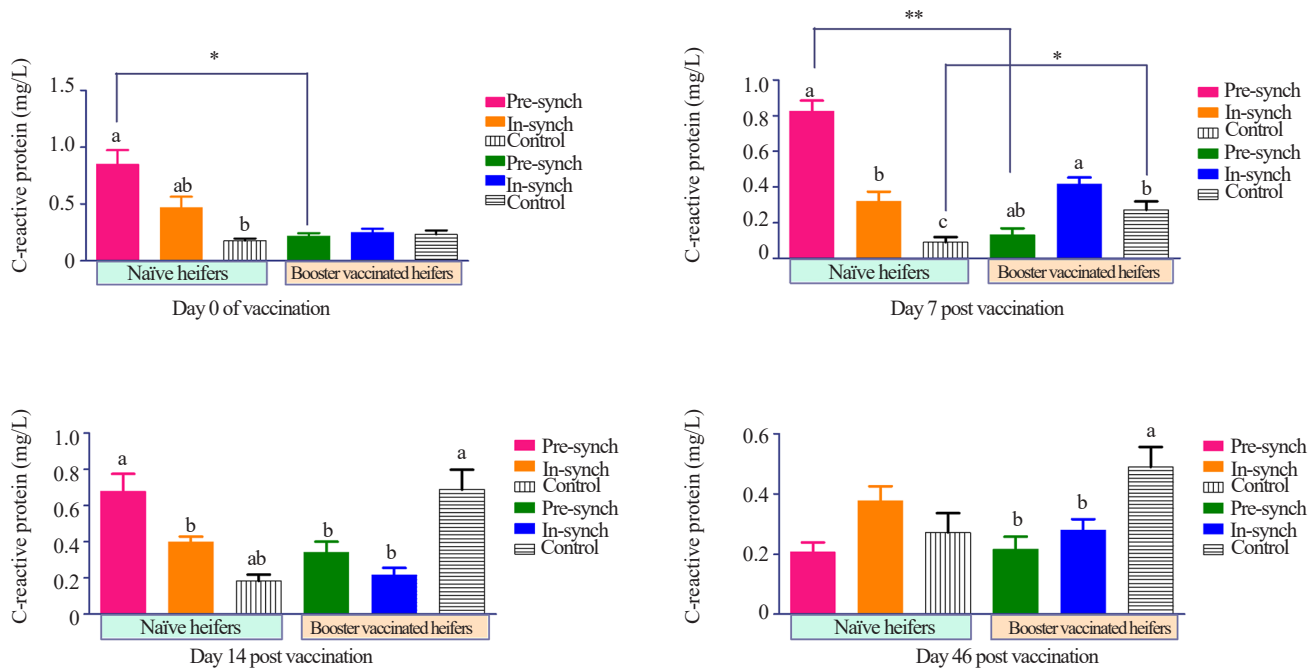 C-reactive protein (mg/L)
1.5
1.0
0.5
0
*
a
ab
b
Pre-synch
In-synch
Control
Pre-synch
In-synch
Control
Naïve heifers
Booster vaccinated heifers
Day 0 of vaccination
C-reactive protein (mg/L)
1.0
0.8
0.6
0.4
0.2
0
**
*
a
b
c
ab
a
b
Pre-synch
In-synch
Control
Pre-synch
In-synch
Control
Naïve heifers
Booster vaccinated heifers
Day 7 post vaccination
C-reactive protein (mg/L)
1.0
0.8
0.6
0.4
0.2
0
a
b
ab
b
b
a
Pre-synch
In-synch
Control
Pre-synch
In-synch
Control
Naïve heifers
Booster vaccinated heifers
Day 14 post vaccination
C-reactive protein (mg/L)
0.6
0.4
0.2
0
b
b
a
Pre-synch
In-synch
Control
Pre-synch
In-synch
Control
Naïve heifers
Booster vaccinated heifers
Day 46 post vaccination